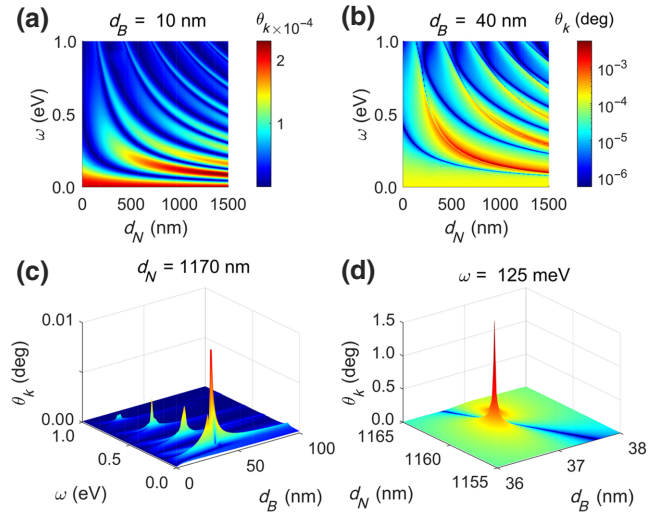 (a)
d_B = 10 nm
θ_k×10⁻⁴
(b)
d_B = 40 nm
θ_k (deg)
1.0
0.5
0.0
ω (eV)
0
500
1000
1500
d_N (nm)
2
1
1.0
0.5
0.0
ω (eV)
0
500
1000
1500
d_N (nm)
10⁻³
10⁻⁴
10⁻⁵
10⁻⁶
(c)
d_N = 1170 nm
(d)
ω = 125 meV
0.01
0.00
θ_k (deg)
1.0
0.5
0.0
ω (eV)
0
50
100
d_B (nm)
1.5
1.0
0.5
0.0
θ_k (deg)
1165
1160
1155
d_N (nm)
36
37
38
d_B (nm)